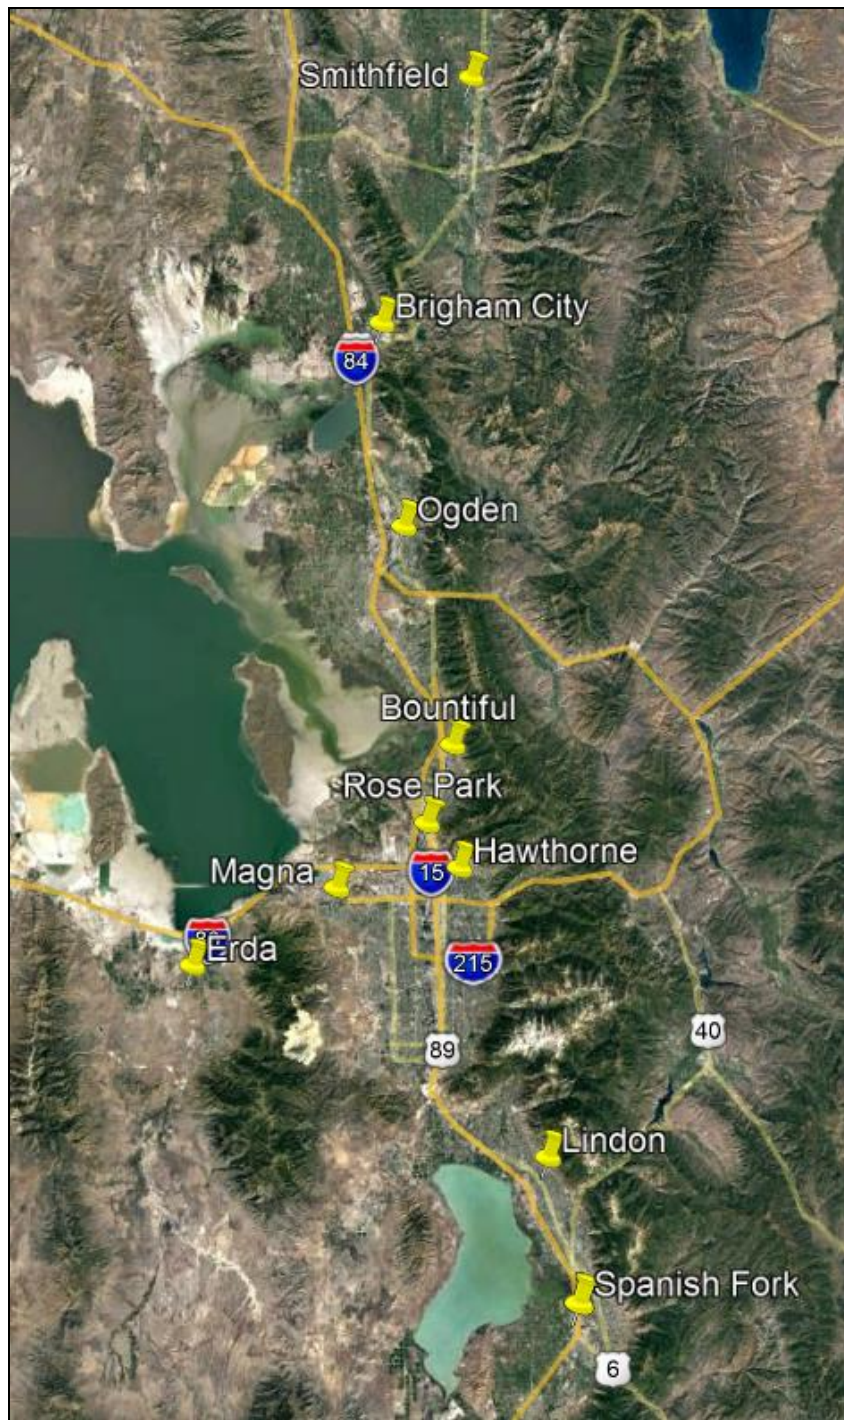 Smithfield
Brigham City
84
Ogden
Bountiful
Rose Park
Hawthorne
Magna
15
Erda
215
40
89
Lindon
Spanish Fork
6